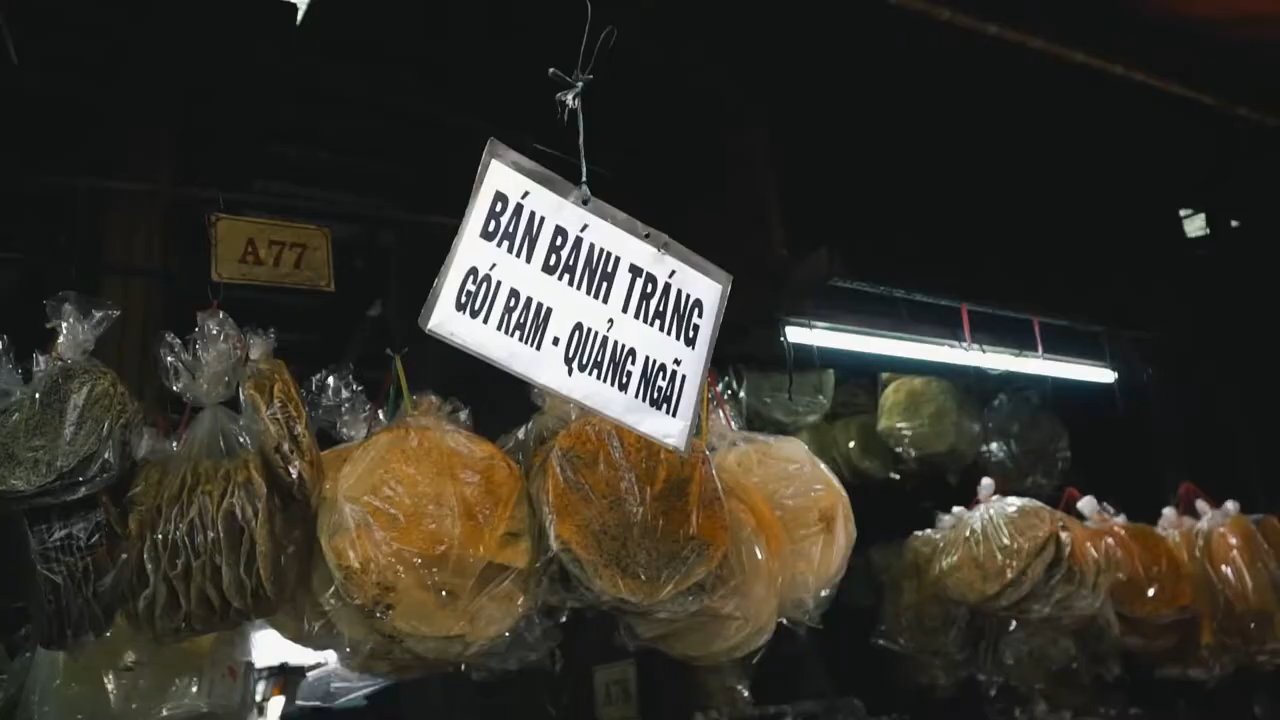 A77
BÁN BÁNH TRÁNG
GÓI RAM - QUẢNG NGÃI